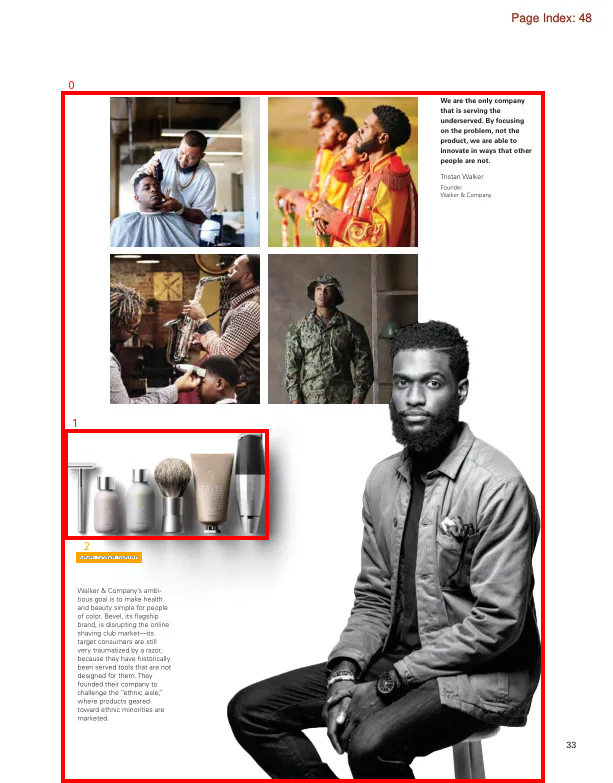 Page Index: 48
0
We are the only company
that is serving the
underserved. By focusing
on the problem, not the
product, we are able to
innovate in ways that other
people are not.
Tristan Walker
Founder
Walker & Company
1
2
Walker & Company's ambi-
tious goal is to make health
and beauty simple for people
of color. Bevel, its flagship
brand, is disrupting the online
shaving club market—its
target consumers are still
very traumatized by a razor,
because they have historically
been served tools that are not
designed for them. They
founded their company to
challenge the "ethnic aisle,"
where products geared
toward ethnic minorities are
marketed.
33